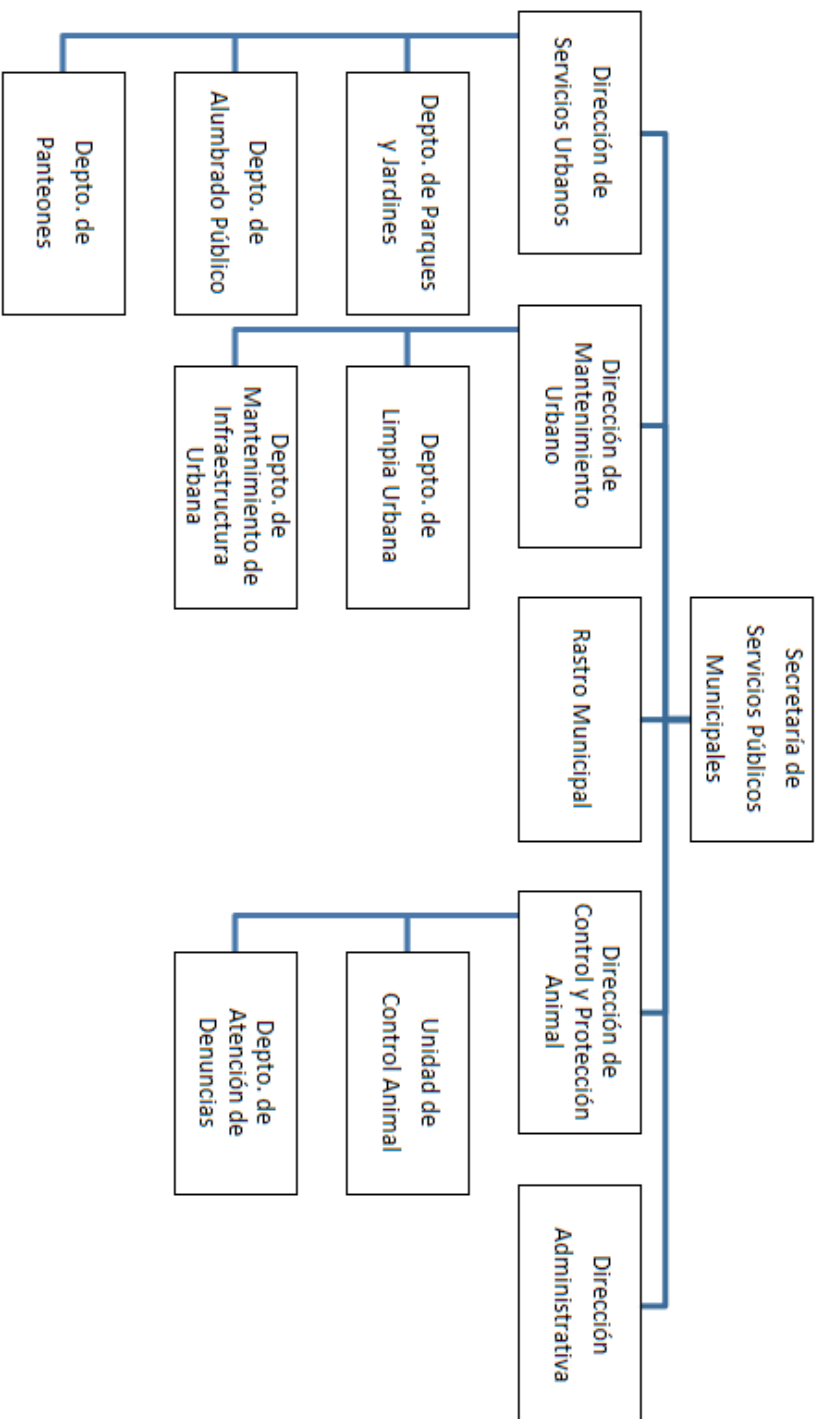 Secretaría de
Servicios Públicos
Municipales
Dirección de
Servicios Urbanos
Dirección de
Mantenimiento
Urbano
Rastro Municipal
Dirección de
Control y Protección
Animal
Dirección
Administrativa
Depto. de Parques
y Jardines
Depto. de
Limpia Urbana
Unidad de
Control Animal
Depto. de
Alumbrado Público
Depto. de
Mantenimiento de
Infraestructura
Urbana
Depto. de
Atención de
Denuncias
Depto. de
Panteones